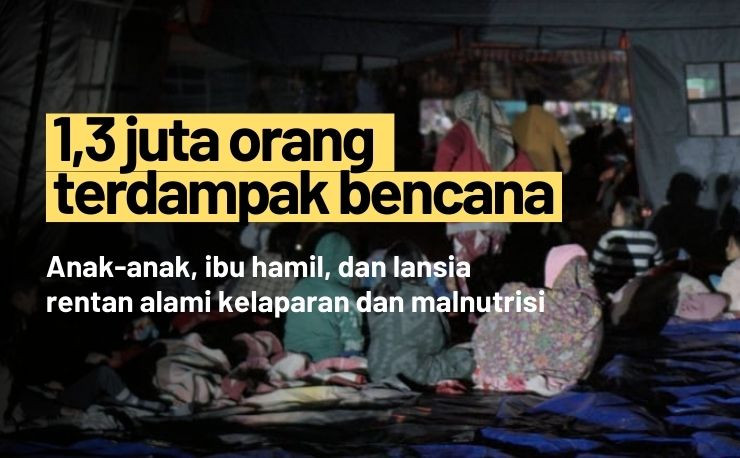 1,3 juta orang
terdampak bencana
Anak-anak, ibu hamil, dan lansia
rentan alami kelaparan dan malnutrisi